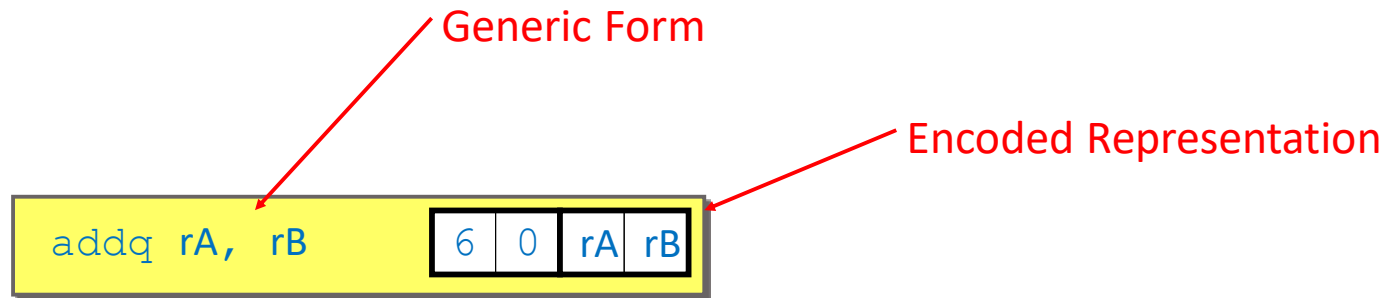 Generic Form
Encoded Representation
addq rA, rB 6 0 rA rB